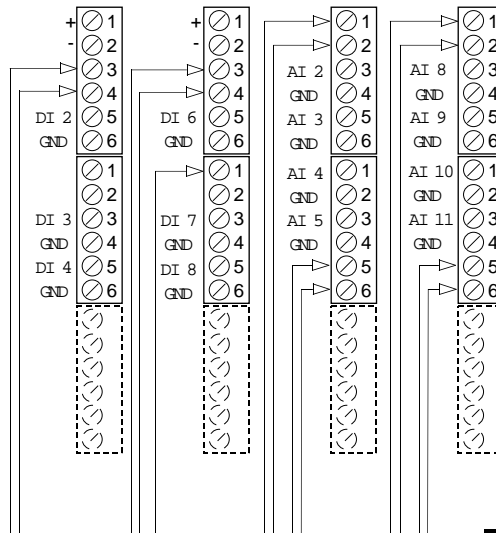 + 1 + 1 1 1
- 2 - 2 2 2
3 3 AI 2 3 AI 8 3
4 4 GND 4 GND 4
DI 2 5 DI 6 5 AI 3 5 AI 9 5
GND 6 GND 6 GND 6 GND 6
1 1 AI 4 1 AI 10 1
2 2 GND 2 GND 2
DI 3 3 DI 7 3 AI 5 3 AI 11 3
GND 4 GND 4 GND 4 GND 4
DI 4 5 DI 8 5 5 5
GND 6 GND 6 6 6